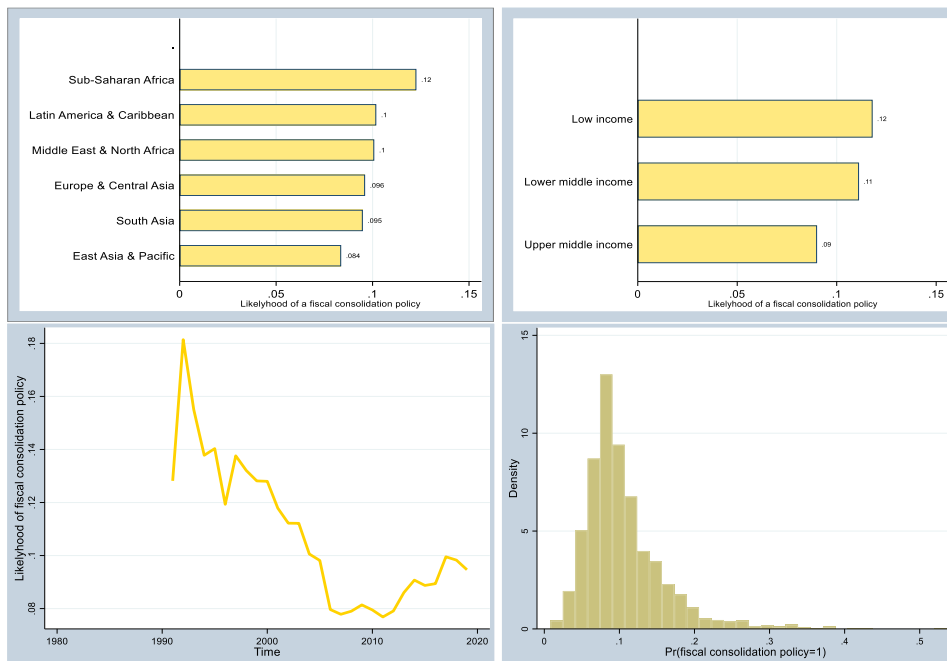 .
Sub-Saharan Africa
.12
Latin America & Caribbean
.1
Middle East & North Africa
.1
Europe & Central Asia
.096
South Asia
.095
East Asia & Pacific
.084
0 .05 .1 .15
Likelyhood of a fiscal consolidation policy
Low income
.12
Lower middle income
.11
Upper middle income
.09
0 .05 .1 .15
Likelyhood of a fiscal consolidation policy
Likelyhood of fiscal consolidation policy
.18
.16
.14
.12
.1
.08
1980 1990 2000 2010 2020
Time
Density
15
10
5
0
0 .1 .2 .3 .4 .5
Pr(fiscal consolidation policy=1)